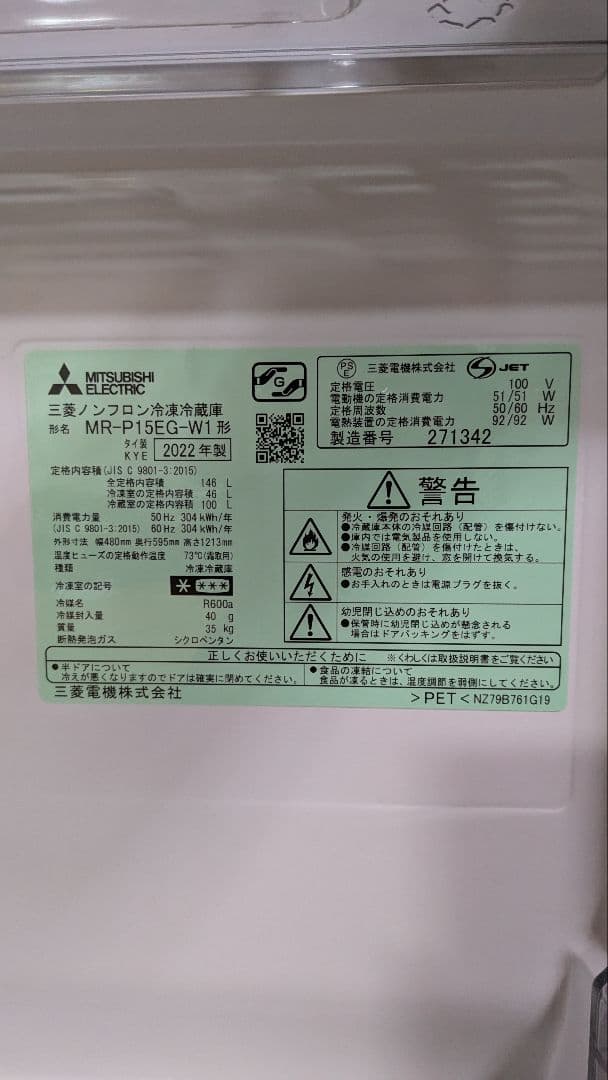 MITSUBISHI
ELECTRIC
三菱ノンフロン冷凍冷蔵庫
形名 MR-P15EG-W1形
タイ製
KYE 2022年製
定格内容積(JIS C 9801-3:2015)
全定格内容積 146 L
冷凍室の定格内容積 46 L
冷蔵室の定格内容積 100 L
消費電力量 50Hz 304 kWh/年
(JIS C 9801-3:2015) 60Hz 304 kWh/年
外形寸法 幅480mm 奥行595mm 高さ1213mm
温度ヒューズの定格動作温度 73℃(霜取用)
種類 冷凍冷蔵庫
冷凍室の記号 ****
冷媒名 R600a
冷媒封入量 40 g
質量 35 kg
断熱発泡ガス シクロペンタン
G
PS
E
三菱電機株式会社 S JET
定格電圧 100 V
電動機の定格消費電力 51/51 W
定格周波数 50/60 Hz
電熱装置の定格消費電力 92/92 W
製造番号 271342
警告
発火・爆発のおそれあり
●冷蔵庫本体の冷媒回路(配管)を傷付けない。
●庫内では電気製品を使用しない。
●冷媒回路(配管)を傷付けたときは、
火気の使用を避け、窓を開けて換気する。
感電のおそれあり
●お手入れのときは電源プラグを抜く。
幼児閉じ込めのおそれあり
●保管時に幼児閉じ込めが懸念される
場合はドアパッキングをはずす。
正しくお使いいただくために ※くわしくは取扱説明書をご覧ください
●半ドアについて
冷えが悪くなりますのでドアは確実に閉めてください。
●食品の凍結について
食品が凍るときは、温度調節を弱側にしてください。
三菱電機株式会社
>PET< NZ79B761G19